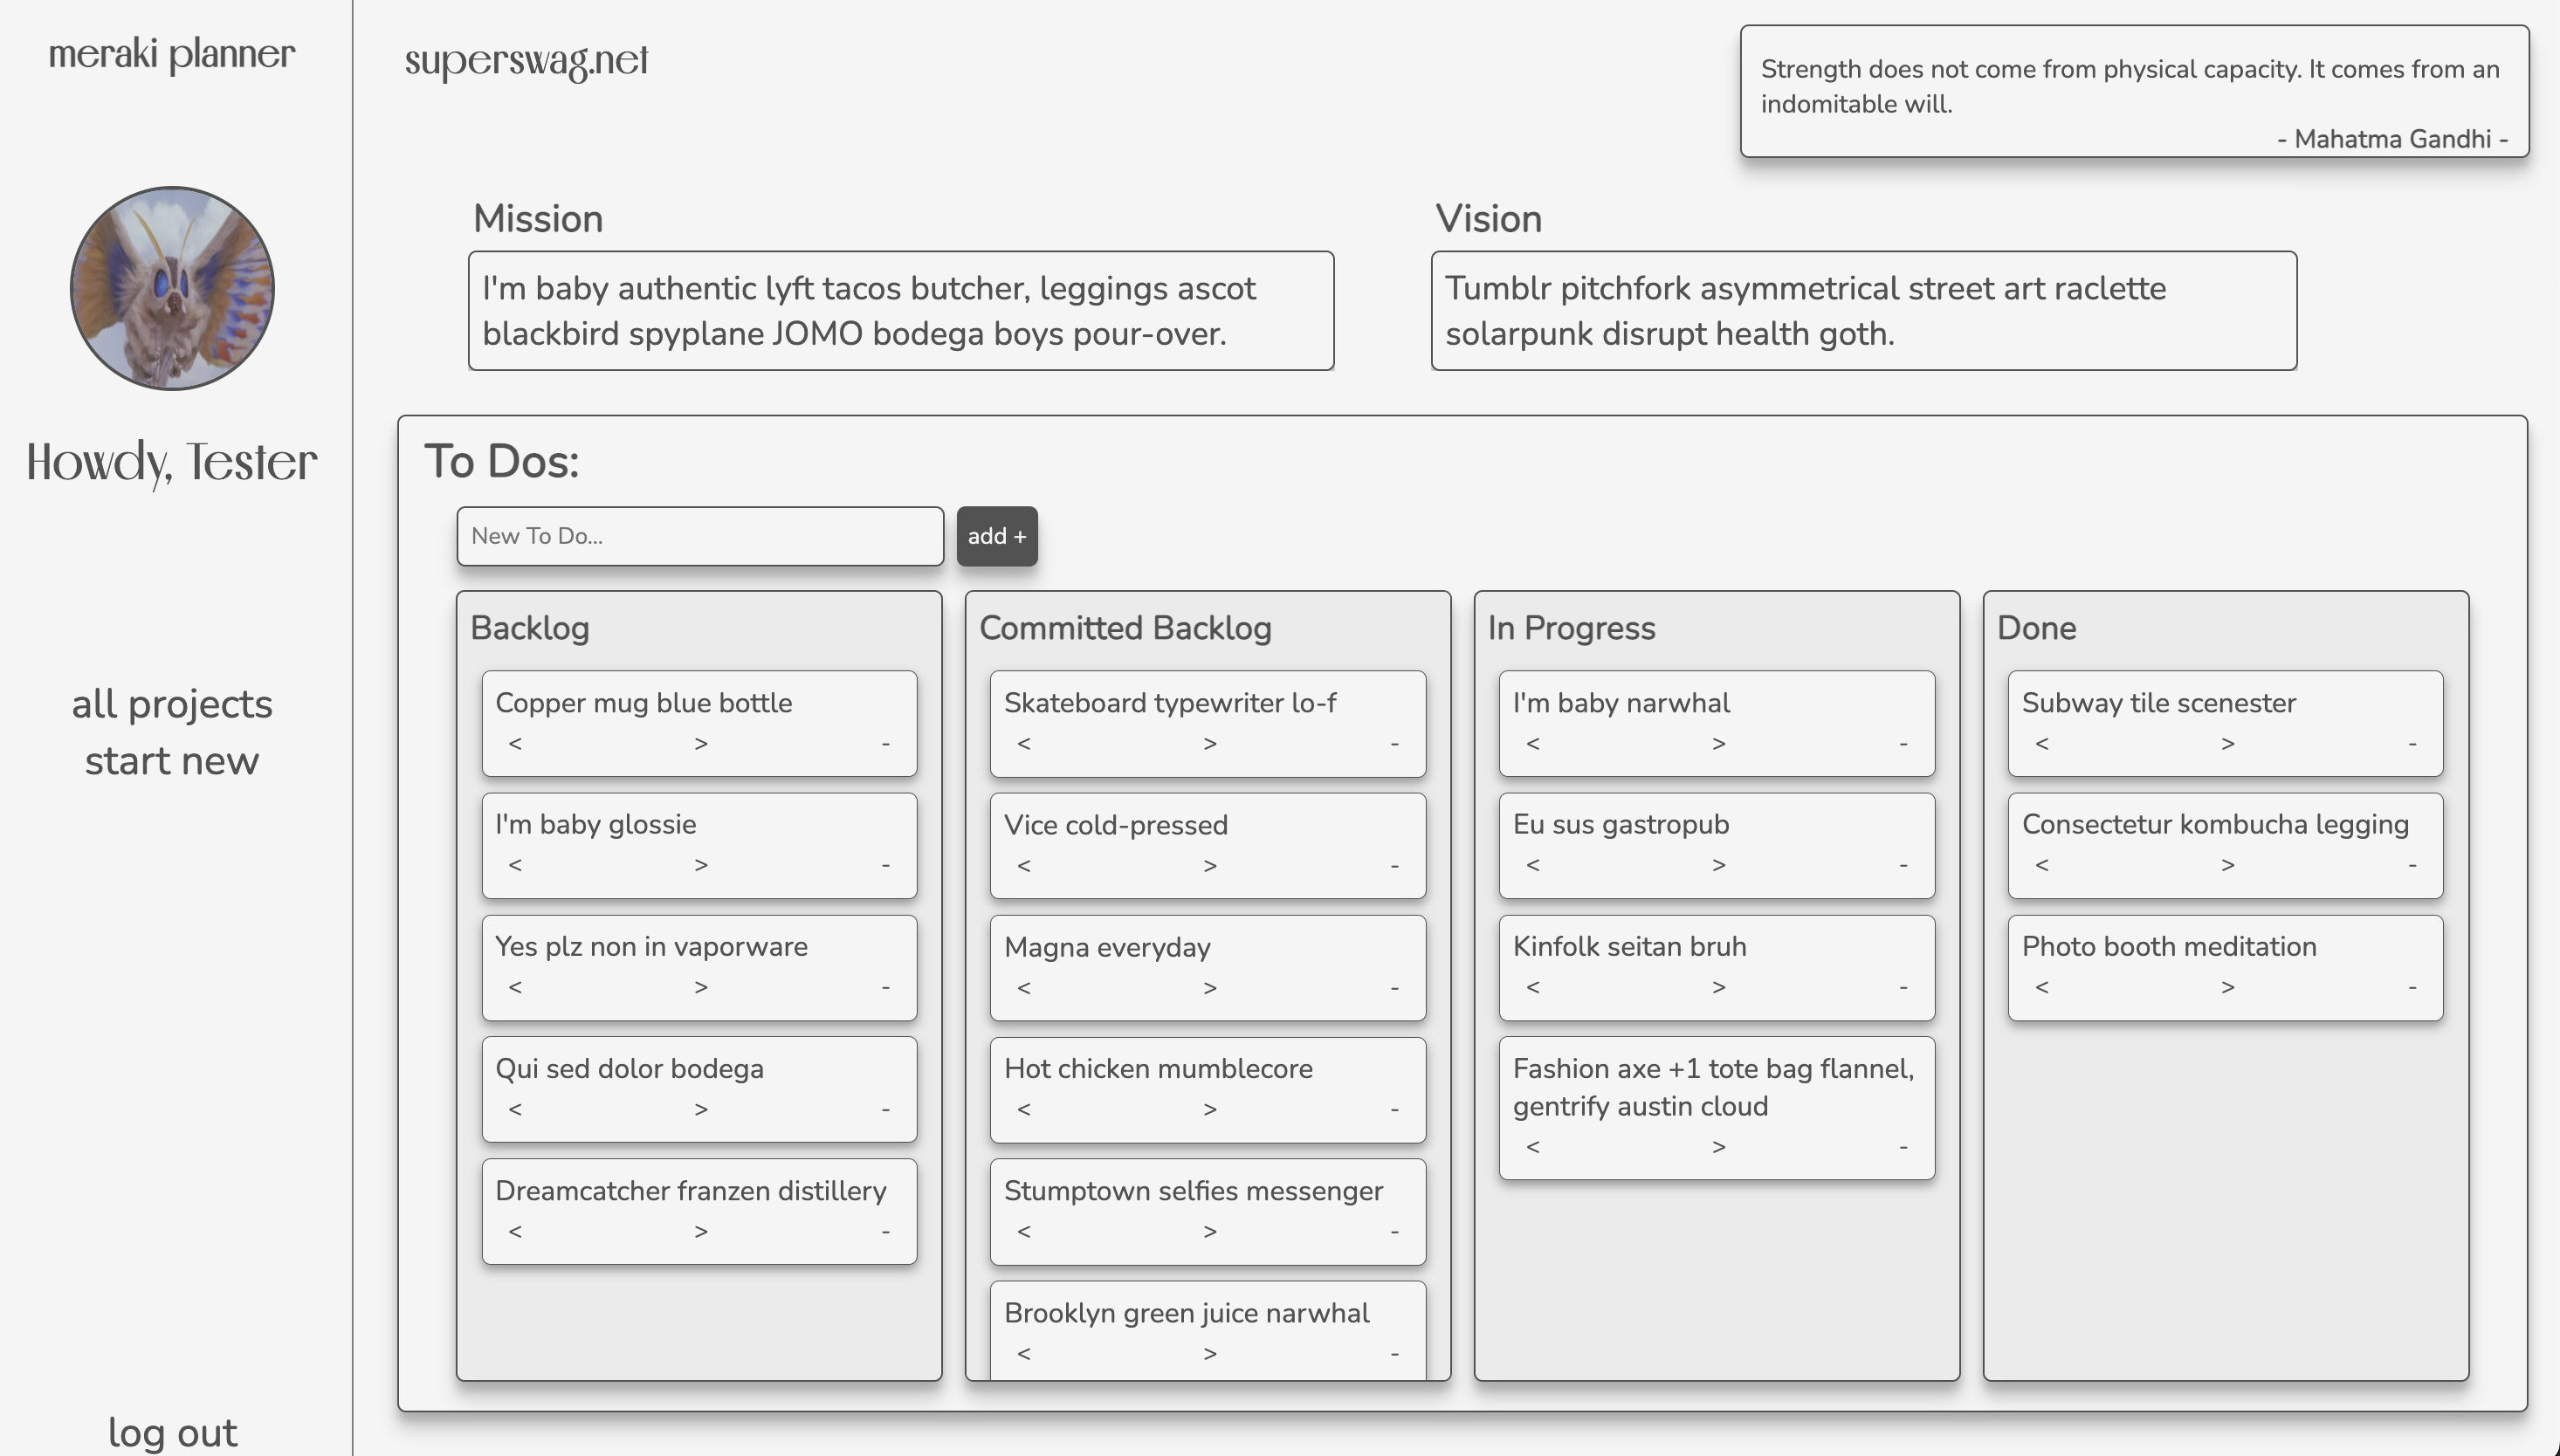 meraki planner
Howdy, Tester
all projects
start new
log out
superswag.net
Strength does not come from physical capacity. It comes from an
indomitable will.
- Mahatma Gandhi -
Mission
I'm baby authentic lyft tacos butcher, leggings ascot
blackbird spyplane JOMO bodega boys pour-over.
Vision
Tumblr pitchfork asymmetrical street art raclette
solarpunk disrupt health goth.
To Dos:
New To Do...
add +
Backlog
Copper mug blue bottle
< > -
I'm baby glossie
< > -
Yes plz non in vaporware
< > -
Qui sed dolor bodega
< > -
Dreamcatcher franzen distillery
< > -
Committed Backlog
Skateboard typewriter lo-f
< > -
Vice cold-pressed
< > -
Magna everyday
< > -
Hot chicken mumblecore
< > -
Stumptown selfies messenger
< > -
Brooklyn green juice narwhal
< > -
In Progress
I'm baby narwhal
< > -
Eu sus gastropub
< > -
Kinfolk seitan bruh
< > -
Fashion axe +1 tote bag flannel,
gentrify austin cloud
< > -
Done
Subway tile scenester
< > -
Consectetur kombucha legging
< > -
Photo booth meditation
< > -